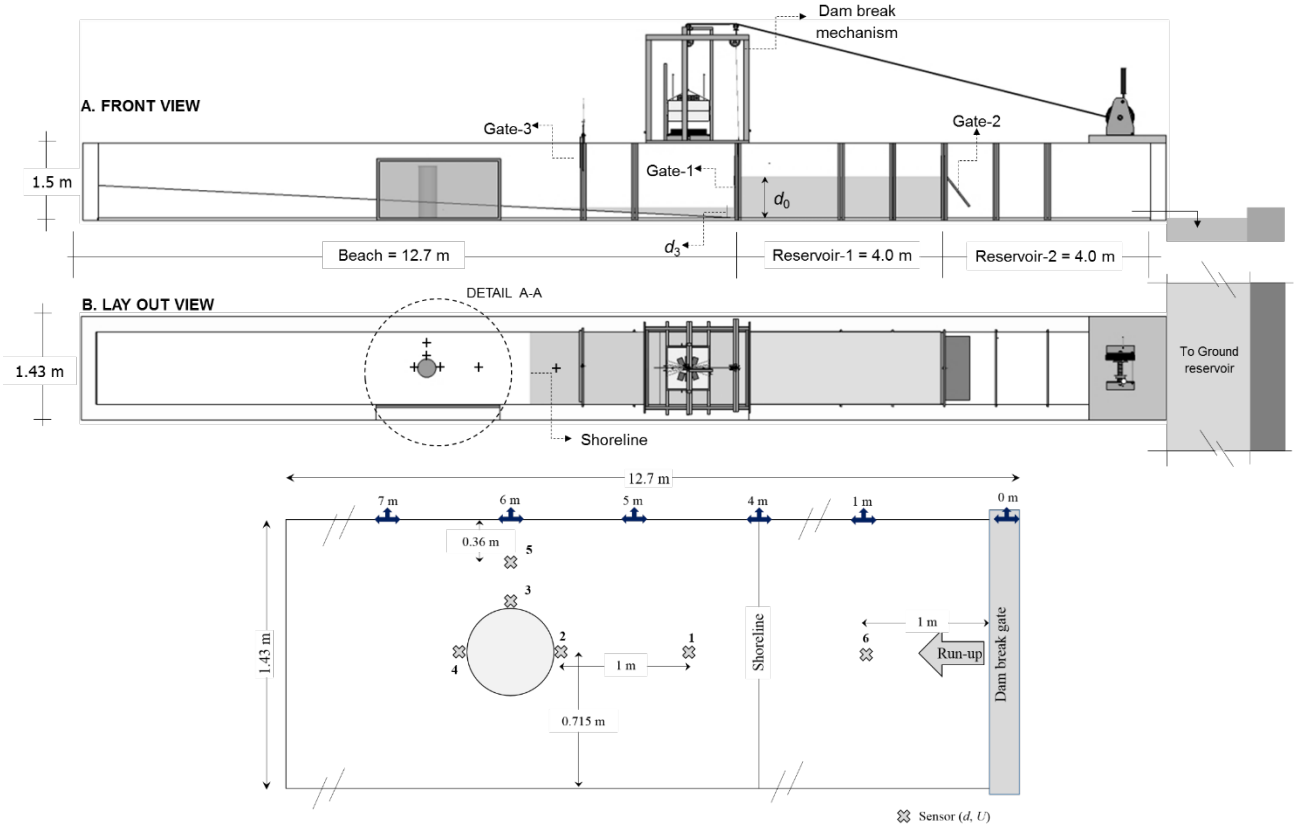 Dam break
mechanism
A. FRONT VIEW
Gate-3
Gate-2
Gate-1
1.5 m
d0
d3
Beach = 12.7 m
Reservoir-1 = 4.0 m
Reservoir-2 = 4.0 m
B. LAY OUT VIEW
DETAIL A-A
1.43 m
To Ground
reservoir
Shoreline
12.7 m
7 m
6 m
5 m
4 m
1 m
0 m
0.36 m
5
3
1.43 m
4
2
1
1 m
Shoreline
6
1 m
Run-up
Dam break gate
0.715 m
Sensor (d, U)